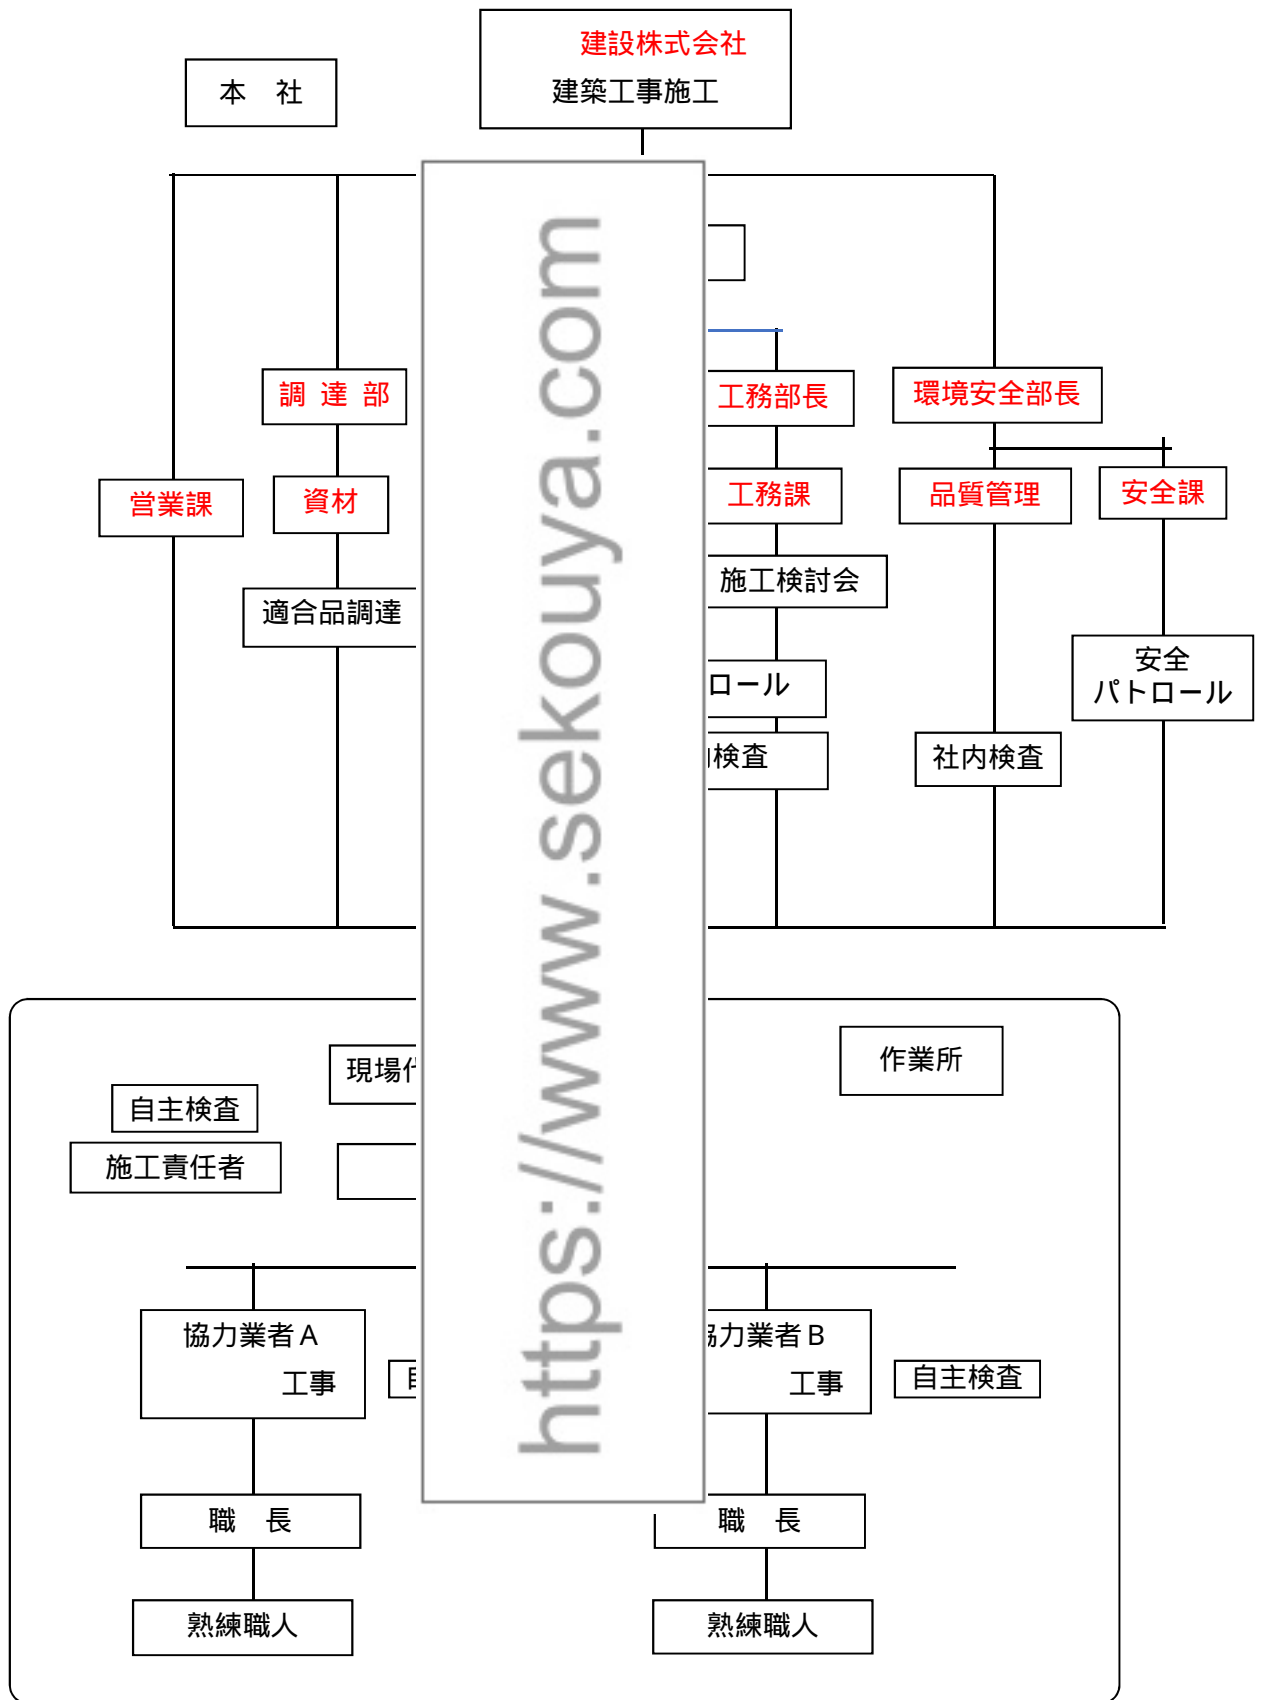 建設株式会社
建築工事施工
本 社
調 達 部
工務部長
環境安全部長
営業課
資材
工務課
品質管理
安全課
適合品調達
施工検討会
安全
パトロール
ロール
検査
社内検査
https://www.sekouya.com
現場
作業所
自主検査
施工責任者
協力業者A
工事
力業者B
工事
自主検査
職 長
職 長
熟練職人
熟練職人